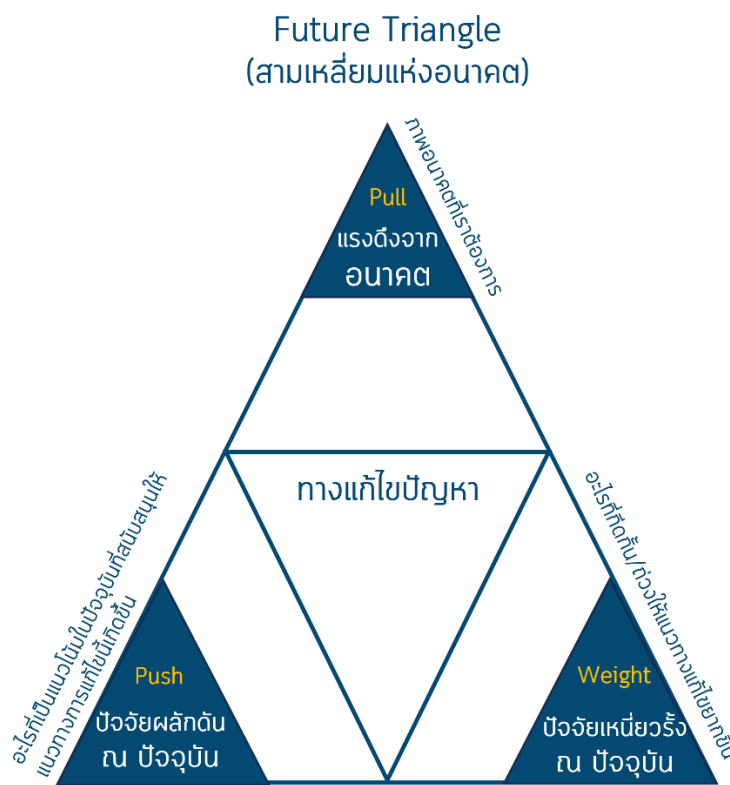 Future Triangle
(สามเหลี่ยมแห่งอนาคต)
Pull
แรงดึงจาก
อนาคต
ภาพอนาคตที่เราต้องการ
ทางแก้ไขปัญหา
อะไรที่เป็นแนวโน้มในปัจจุบันที่สนับสนุนให้
แนวทางการแก้ไขนี้เกิดขึ้น
Push
ปัจจัยผลักดัน
ณ ปัจจุบัน
อะไรที่กีดกั้น/ถ่วงให้แนวทางแก้ไขยากขึ้น
Weight
ปัจจัยเหนี่ยวรั้ง
ณ ปัจจุบัน